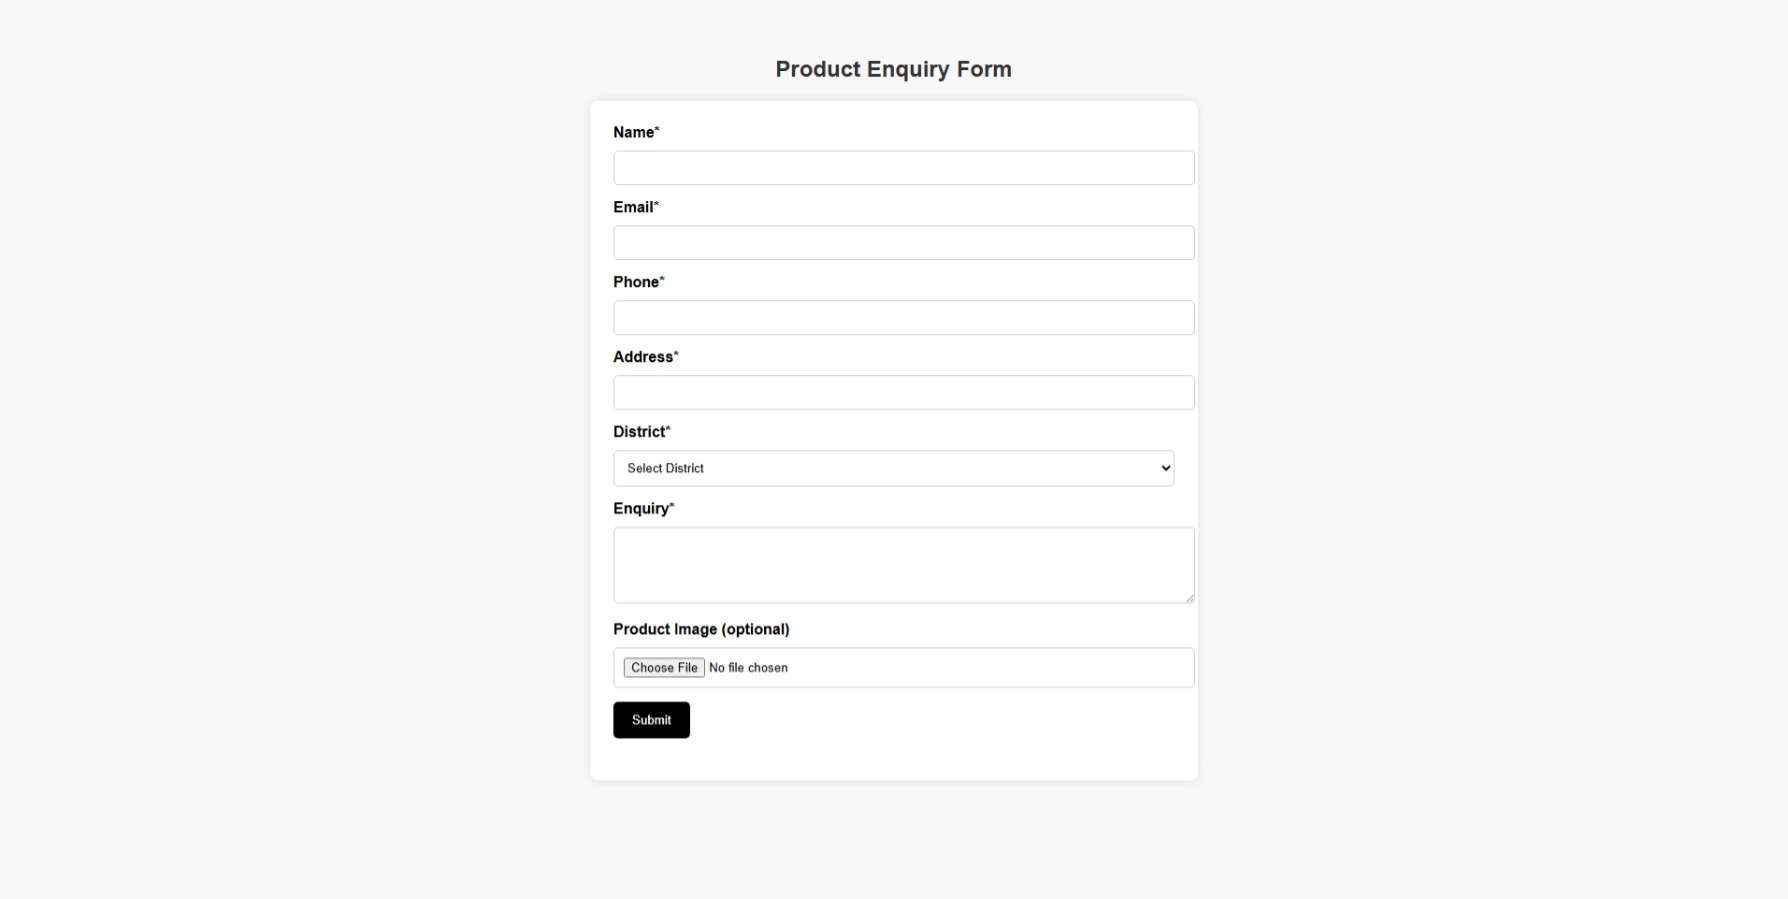 Product Enquiry Form
Name*
Email*
Phone*
Address*
District*
Select District
Enquiry*
Product Image (optional)
Choose File No file chosen
Submit